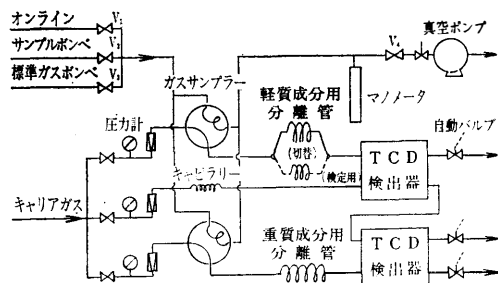 オンライン
V₁
サンプルボンベ
V₂
標準ガスボンベ
V₃
V₄
真空ポンプ
ガスサンプラー
マノメータ
圧力計
軽質成分用
分離管
(切替)
(検定用)
自動バルブ
TCD
検出器
キャピラリー
キャリアガス
重質成分用
分離管
TCD
検出器